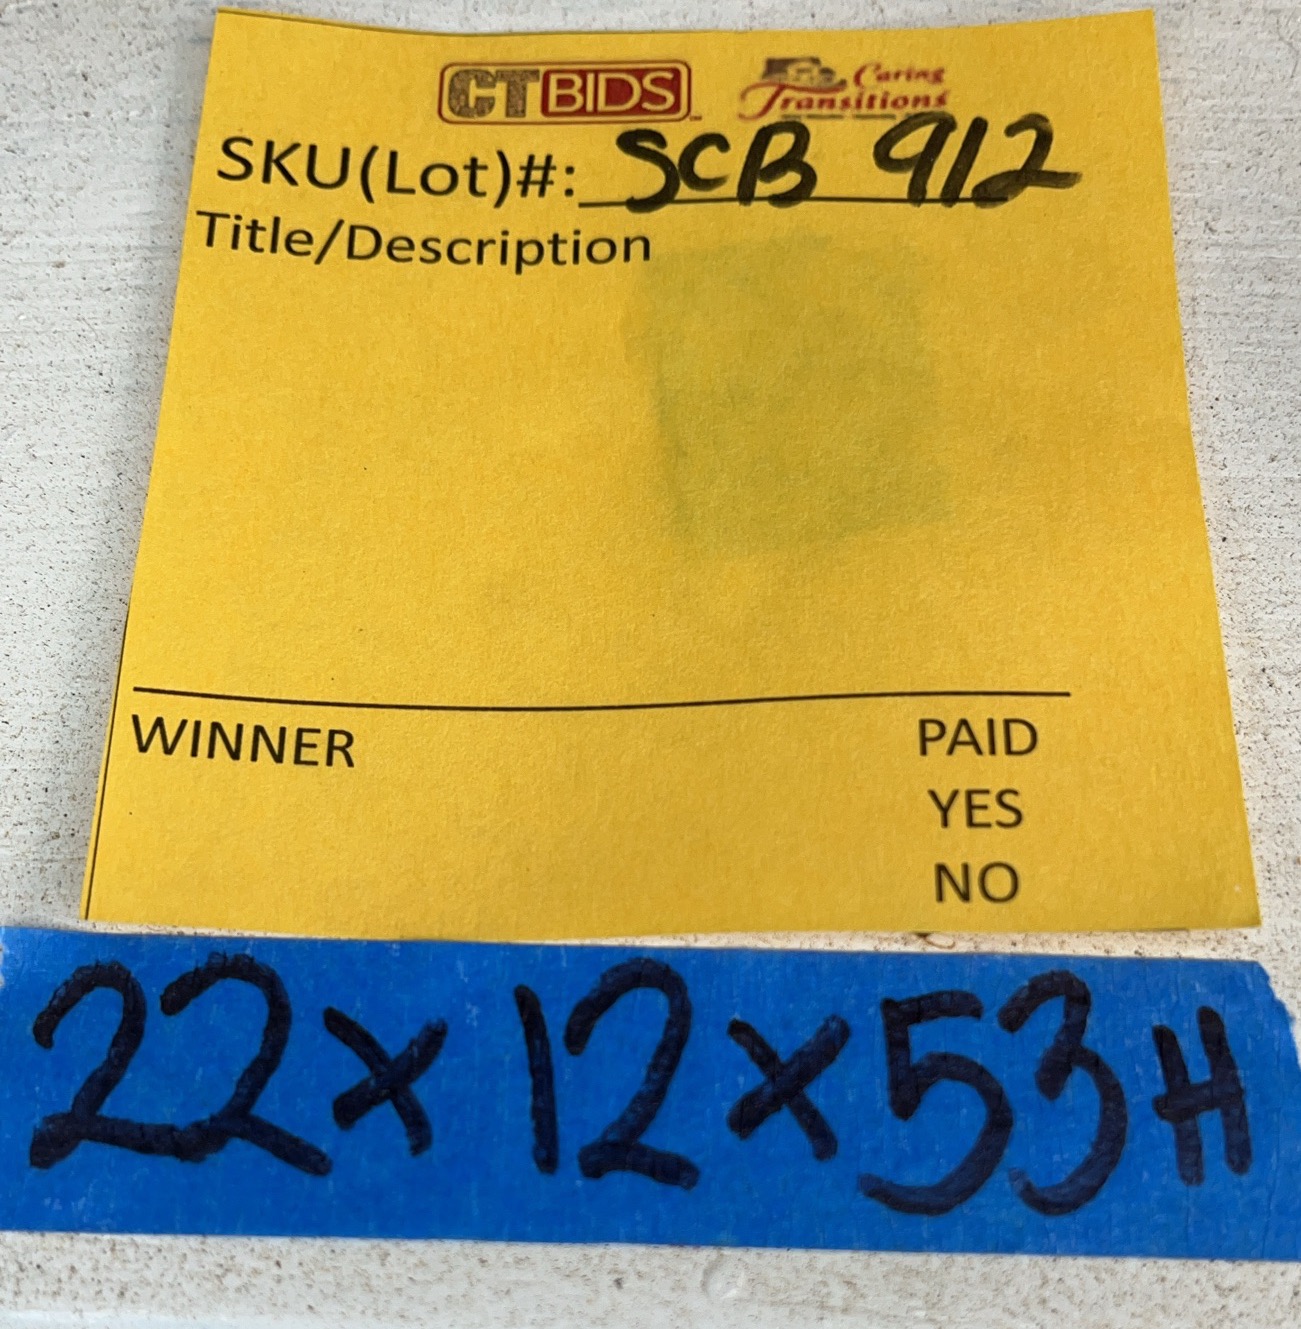 CTBIDS
Caring
Transitions
SKU(Lot)#: SCB 912
Title/Description
WINNER
PAID
YES
NO
22x12x53H